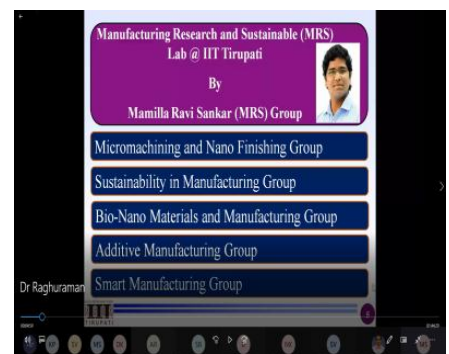 Manufacturing Research and Sustainable (MRS)
Lab @ IIT Tirupati
By
Mamilla Ravi Sankar (MRS) Group
Micromachining and Nano Finishing Group
Sustainability in Manufacturing Group
Bio-Nano Materials and Manufacturing Group
Additive Manufacturing Group
Dr Raghuraman
Smart Manufacturing Group
TIRUPATI